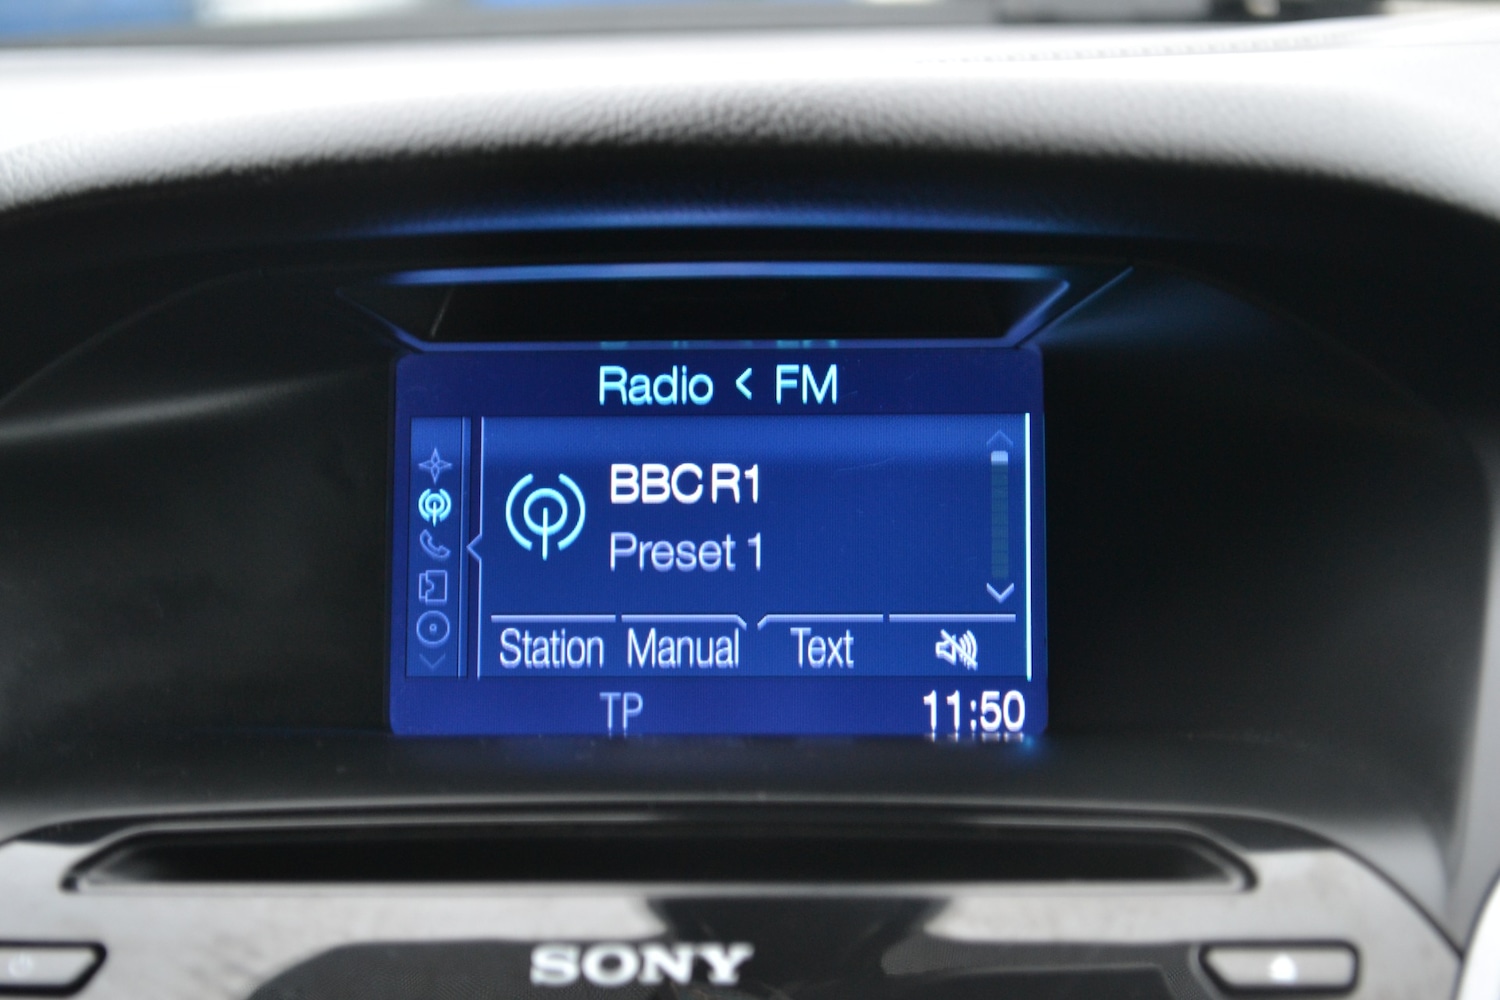 Radio < FM
BBC R1
Preset 1
Station Manual Text
TP 11:50
SONY